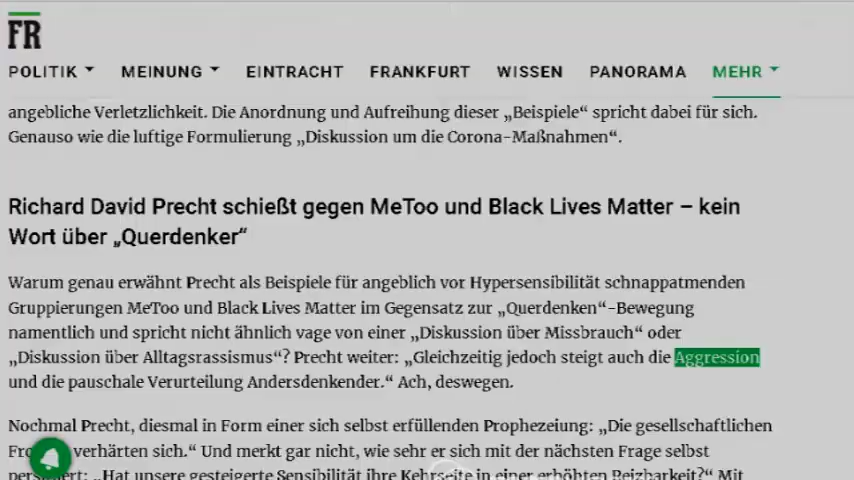 FR
POLITIK MEINUNG EINTRACHT FRANKFURT WISSEN PANORAMA MEHR
angebliche Verletzlichkeit. Die Anordnung und Aufreihung dieser „Beispiele“ spricht dabei für sich.
Genauso wie die luftige Formulierung „Diskussion um die Corona-Maßnahmen“.
Richard David Precht schießt gegen MeToo und Black Lives Matter – kein
Wort über „Querdenker“
Warum genau erwähnt Precht als Beispiele für angeblich vor Hypersensibilität schnappatmenden
Gruppierungen MeToo und Black Lives Matter im Gegensatz zur „Querdenken“-Bewegung
namentlich und spricht nicht ähnlich vage von einer „Diskussion über Missbrauch“ oder
„Diskussion über Alltagsrassismus“? Precht weiter: „Gleichzeitig jedoch steigt auch die Aggression
und die pauschale Verurteilung Andersdenkender.“ Ach, deswegen.
Nochmal Precht, diesmal in Form einer sich selbst erfüllenden Prophezeiung: „Die gesellschaftlichen
verhärten sich.“ Und merkt gar nicht, wie sehr er sich mit der nächsten Frage selbst
„Hat unsere gesteigerte Sensibilität ihre Kehrseite in einer erhöhten Reizbarkeit?“ Mit